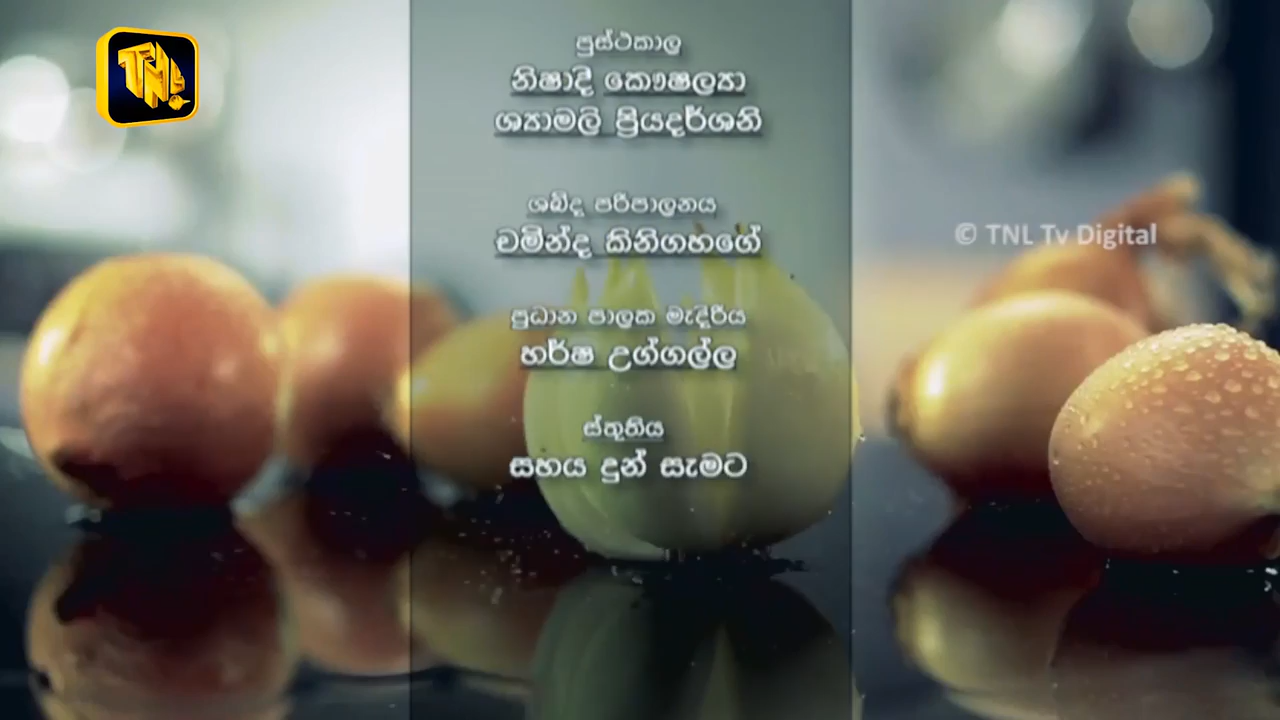 TNL
පුස්ථකාල
නිෂාදි කෞෂල්‍යා
ශ්‍යාමලි ප්‍රියදර්ශනි
ශබ්ද පරිපාලනය
චමින්ද කිනිගහගේ
© TNL Tv Digital
ප්‍රධාන පාලක මැදිරිය
හර්ෂ උග්ගල්ල
ස්තූතිය
සහය දුන් සැමට